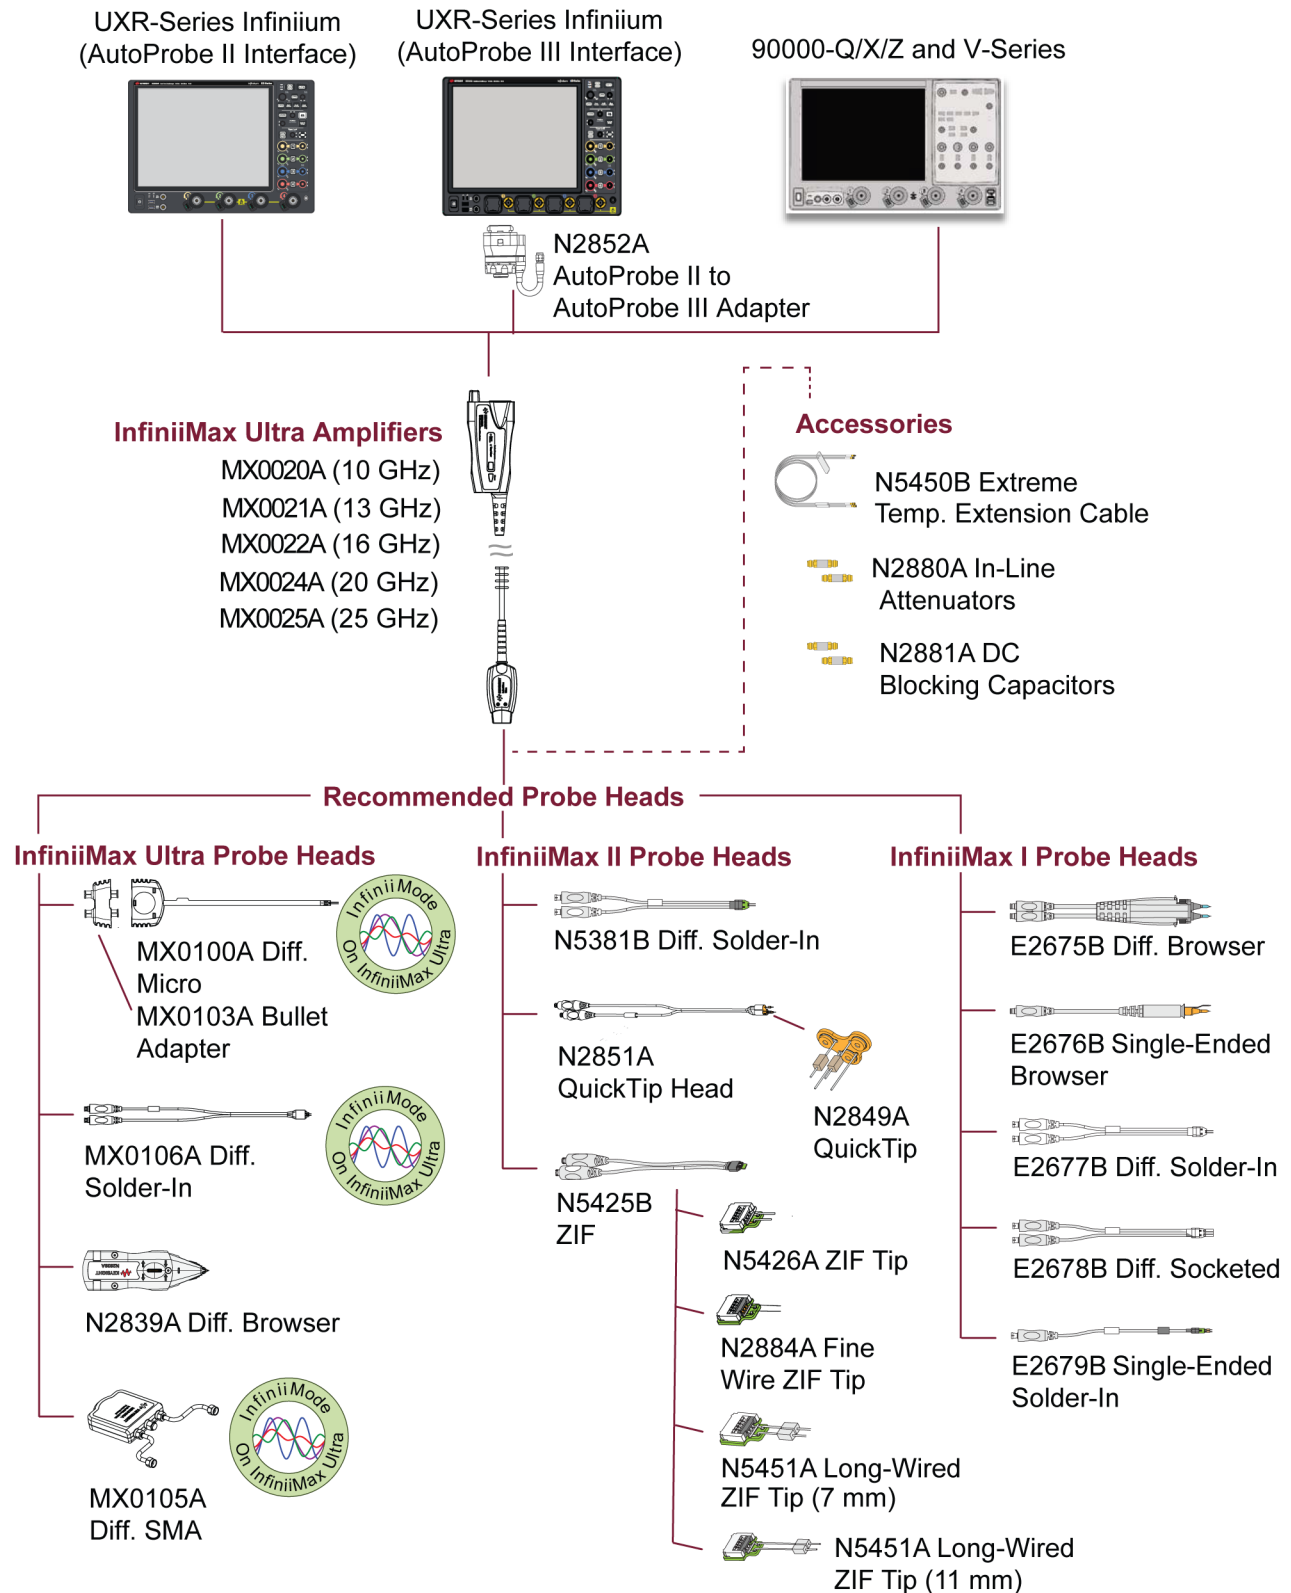 UXR-Series Infiniium
(AutoProbe II Interface)
UXR-Series Infiniium
(AutoProbe III Interface)
90000-Q/X/Z and V-Series
N2852A
AutoProbe II to
AutoProbe III Adapter
InfiniiMax Ultra Amplifiers
MX0020A (10 GHz)
MX0021A (13 GHz)
MX0022A (16 GHz)
MX0024A (20 GHz)
MX0025A (25 GHz)
Accessories
N5450B Extreme
Temp. Extension Cable
N2880A In-Line
Attenuators
N2881A DC
Blocking Capacitors
Recommended Probe Heads
InfiniiMax Ultra Probe Heads
MX0100A Diff.
Micro
MX0103A Bullet
Adapter
InfiniiMode
On InfiniiMax Ultra
MX0106A Diff.
Solder-In
InfiniiMode
On InfiniiMax Ultra
KEYSIGHT
N2839A
N2839A Diff. Browser
MX0105A
Diff. SMA
InfiniiMode
On InfiniiMax Ultra
InfiniiMax II Probe Heads
N5381B Diff. Solder-In
N2851A
QuickTip Head
N2849A
QuickTip
N5425B
ZIF
N5426A ZIF Tip
N2884A Fine
Wire ZIF Tip
N5451A Long-Wired
ZIF Tip (7 mm)
N5451A Long-Wired
ZIF Tip (11 mm)
InfiniiMax I Probe Heads
E2675B Diff. Browser
E2676B Single-Ended
Browser
E2677B Diff. Solder-In
E2678B Diff. Socketed
E2679B Single-Ended
Solder-In